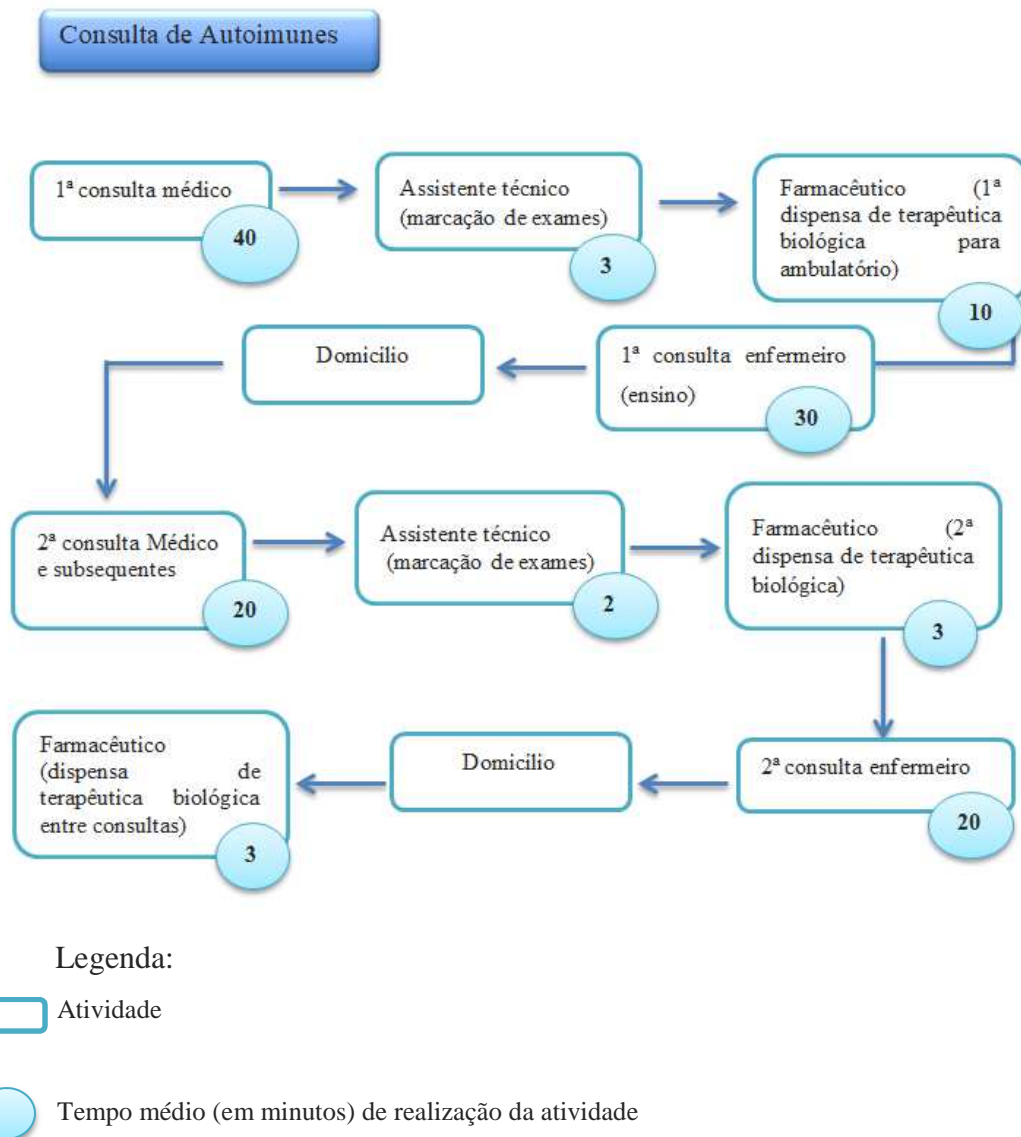 Consulta de Autoimunes
1ª consulta médico
40
Assistente técnico
(marcação de exames)
3
Farmacêutico (1ª
dispensa de terapêutica
biológica para
ambulatório)
10
1ª consulta enfermeiro
(ensino)
30
Domicílio
2ª consulta Médico
e subsequentes
20
Assistente técnico
(marcação de exames)
2
Farmacêutico (2ª
dispensa de terapêutica
biológica)
3
2ª consulta enfermeiro
20
Domicílio
Farmacêutico
(dispensa de
terapêutica biológica
entre consultas)
3
Legenda:
Atividade
Tempo médio (em minutos) de realização da atividade